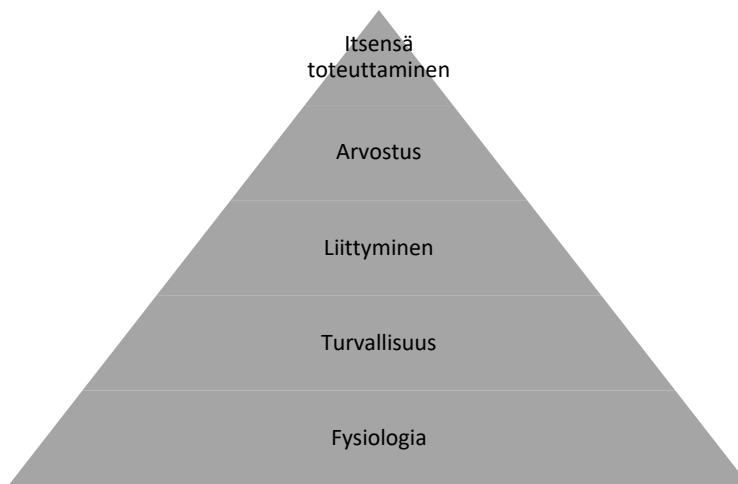 Itsensä
toteuttaminen
Arvostus
Liittyminen
Turvallisuus
Fysiologia